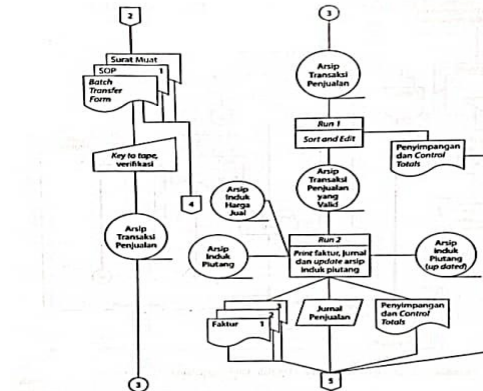 2
Surat Muat
SOP 1
Batch
Transfer
Form
Key to tape,
verifikasi
4
Arsip
Transaksi
Penjualan
3
3
Arsip
Transaksi
Penjualan
Run 1
Sort and Edit
Penyimpangan
dan Control
Totals
Arsip
Transaksi
Penjualan
yang
Valid
Arsip
Induk
Harga
Jual
Arsip
Induk
Piutang
Run 2
Print faktur, Jurnal
dan update arsip
induk piutang
Arsip
Induk
Piutang
(up dated)
3
2
Faktur 1
Jurnal
Penjualan
Penyimpangan
dan Control
Totals
5